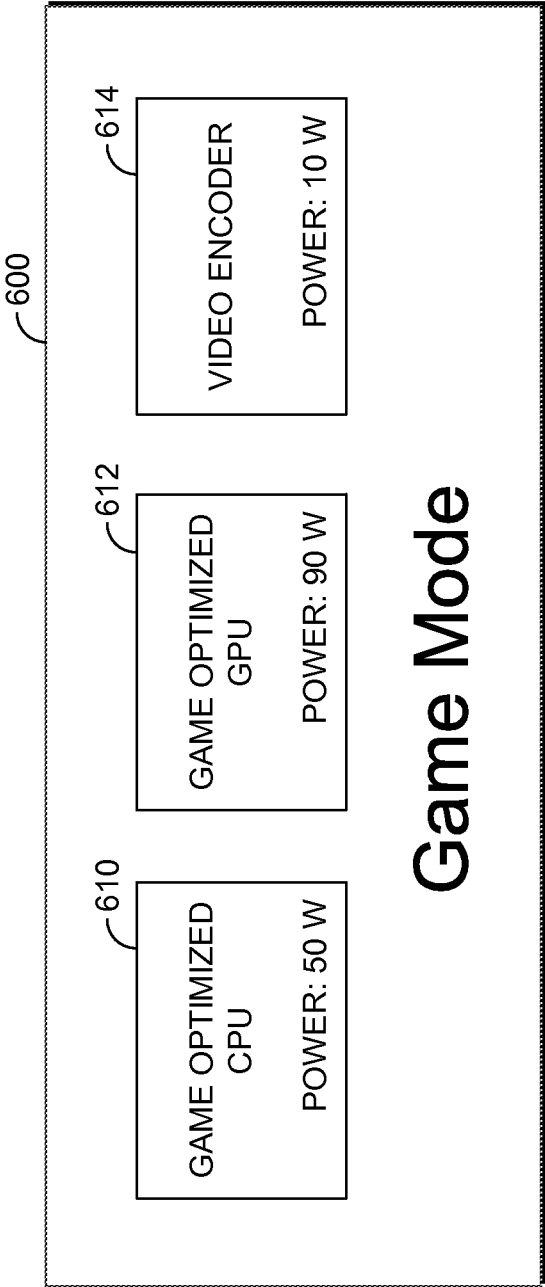 600
610
GAME OPTIMIZED
CPU
POWER: 50 W
612
GAME OPTIMIZED
GPU
POWER: 90 W
614
VIDEO ENCODER
POWER: 10 W
Game Mode